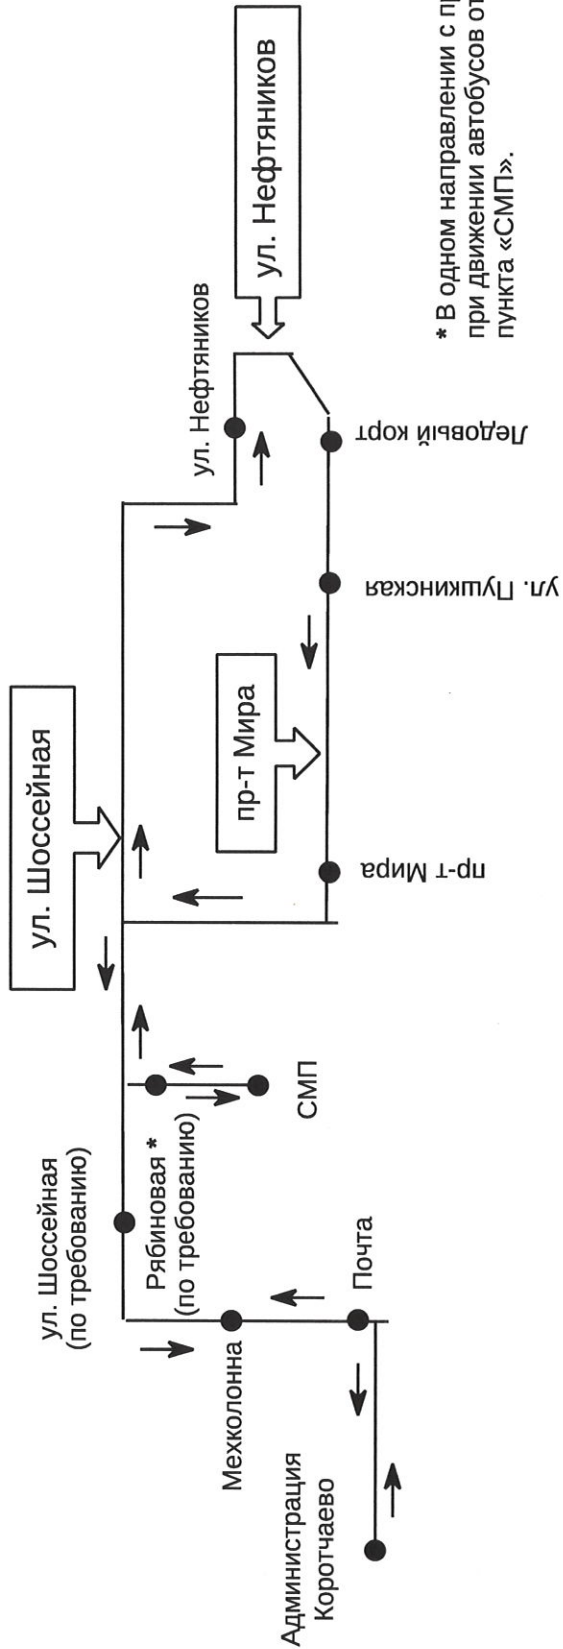 ул. Шоссейная
ул. Нефтяников
ул. Нефтяников
пр-т Мира
ул. Шоссейная
(по требованию)
Рябиновая *
(по требованию)
СМП
Мехколонна
Почта
Администрация
Коротчаево
пр-т Мира
ул. Пушкинская
Ледовый корт
* В одном направлении с
при движении автобусов от
пункта «СМП».